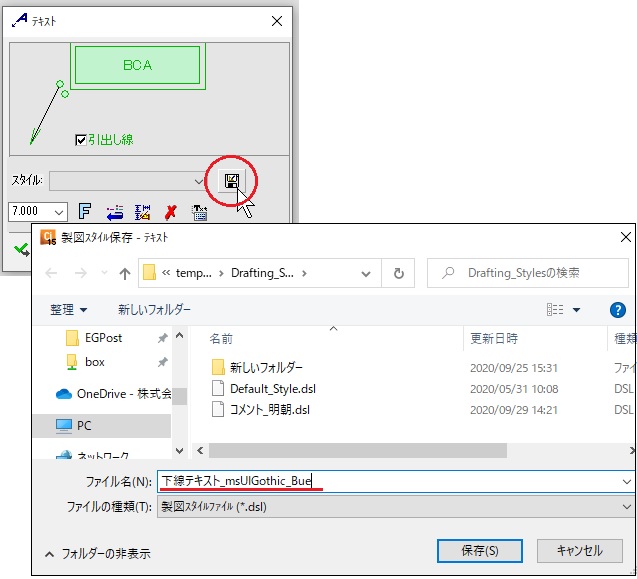 テキスト
BCA
引出し線
スタイル:
7.000
製図スタイル保存 - テキスト
« temp... › Drafting_S... ›
Drafting_Stylesの検索
整理
新しいフォルダー
EGPost
box
OneDrive - 株式会
PC
ネットワーク
名前 更新日時 種類
新しいフォルダー 2020/09/25 15:31 ファイ
Default_Style.dsl 2020/05/31 10:08 DSL
コメント_明朝.dsl 2020/09/29 14:21 DSL
ファイル名(N): 下線テキスト_msUIGothic_Bue
ファイルの種類(T): 製図スタイルファイル (*.dsl)
フォルダーの非表示
保存(S)
キャンセル